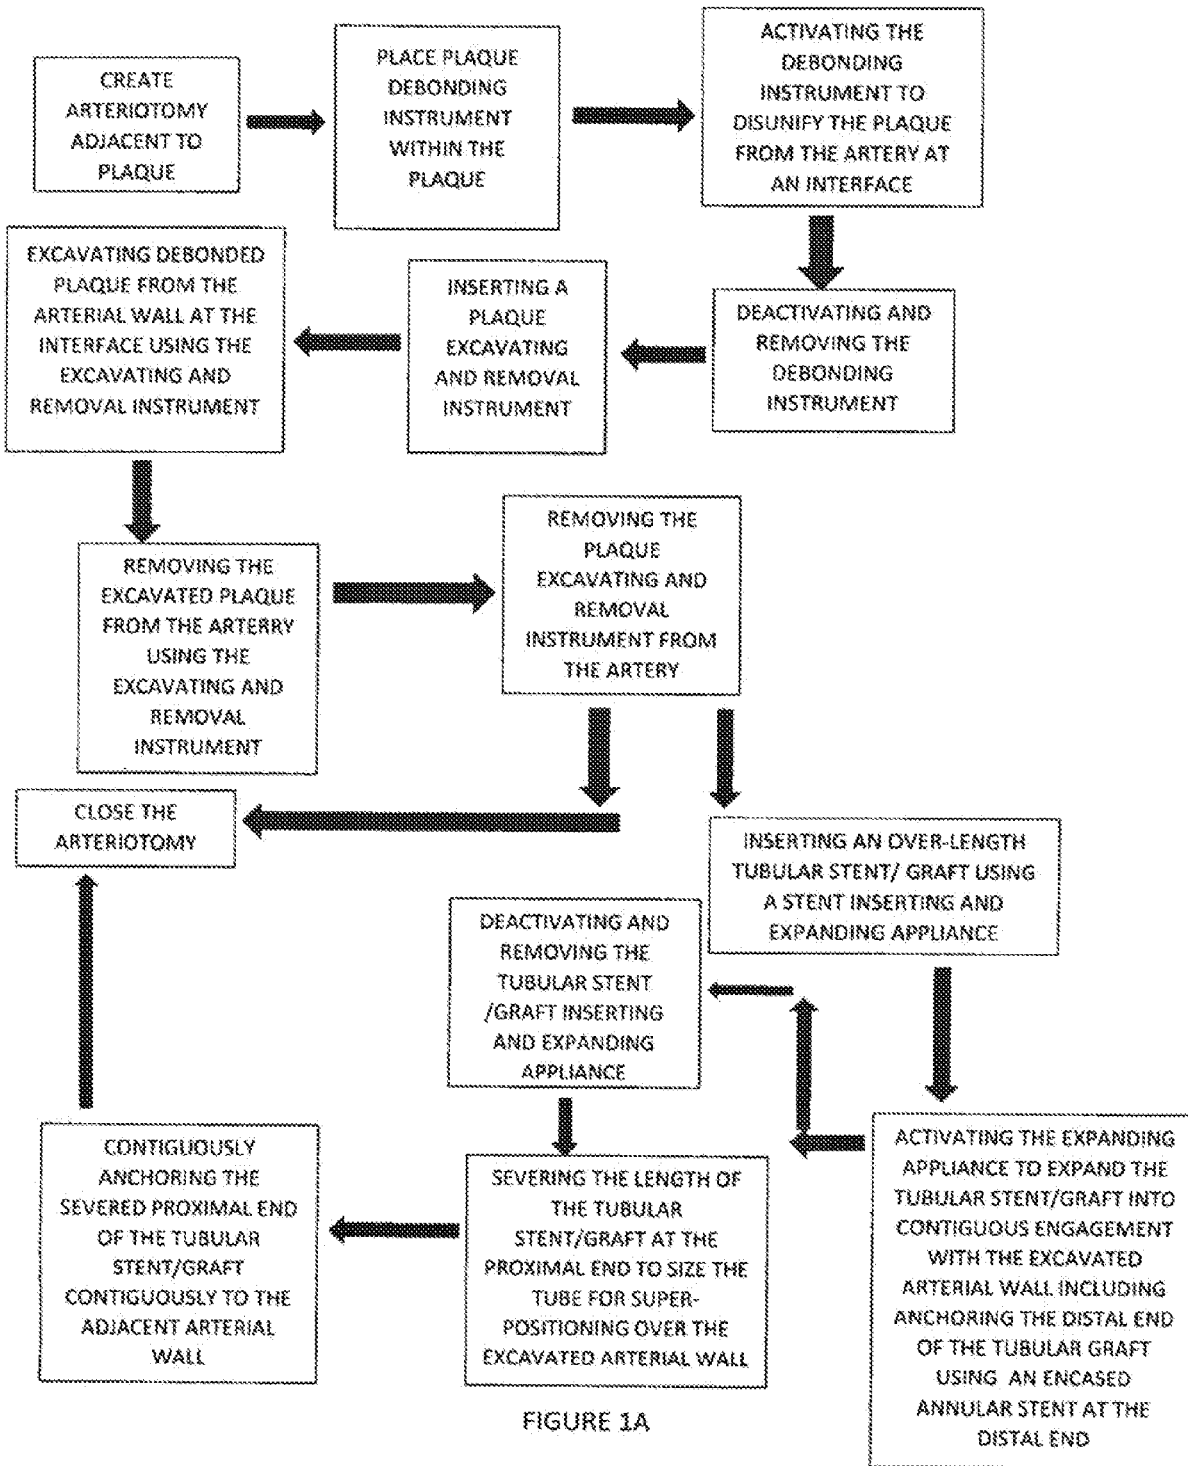 CREATE
ARTERIOTOMY
ADJACENT TO
PLAQUE
PLACE PLAQUE
DEBONDING
INSTRUMENT
WITHIN THE
PLAQUE
ACTIVATING THE
DEBONDING
INSTRUMENT TO
DISUNIFY THE PLAQUE
FROM THE ARTERY AT
AN INTERFACE
DEACTIVATING AND
REMOVING THE
DEBONDING
INSTRUMENT
INSERTING A
PLAQUE
EXCAVATING
AND REMOVAL
INSTRUMENT
EXCAVATING DEBONDED
PLAQUE FROM THE
ARTERIAL WALL AT THE
INTERFACE USING THE
EXCAVATING AND
REMOVAL INSTRUMENT
REMOVING THE
EXCAVATED PLAQUE
FROM THE ARTERRY
USING THE
EXCAVATING AND
REMOVAL
INSTRUMENT
REMOVING THE
PLAQUE
EXCAVATING AND
REMOVAL
INSTRUMENT FROM
THE ARTERY
CLOSE THE
ARTERIOTOMY
INSERTING AN OVER-LENGTH
TUBULAR STENT/ GRAFT USING
A STENT INSERTING AND
EXPANDING APPLIANCE
ACTIVATING THE EXPANDING
APPLIANCE TO EXPAND THE
TUBULAR STENT/GRAFT INTO
CONTIGUOUS ENGAGEMENT
WITH THE EXCAVATED
ARTERIAL WALL INCLUDING
ANCHORING THE DISTAL END
OF THE TUBULAR GRAFT
USING AN ENCASED
ANNULAR STENT AT THE
DISTAL END
DEACTIVATING AND
REMOVING THE
TUBULAR STENT
/GRAFT INSERTING
AND EXPANDING
APPLIANCE
SEVERING THE LENGTH OF
THE TUBULAR
STENT/GRAFT AT THE
PROXIMAL END TO SIZE THE
TUBE FOR SUPER-
POSITIONING OVER THE
EXCAVATED ARTERIAL WALL
CONTIGUOUSLY
ANCHORING THE
SEVERED PROXIMAL END
OF THE TUBULAR
STENT/GRAFT
CONTIGUOUSLY TO THE
ADJACENT ARTERIAL
WALL
FIGURE 1A